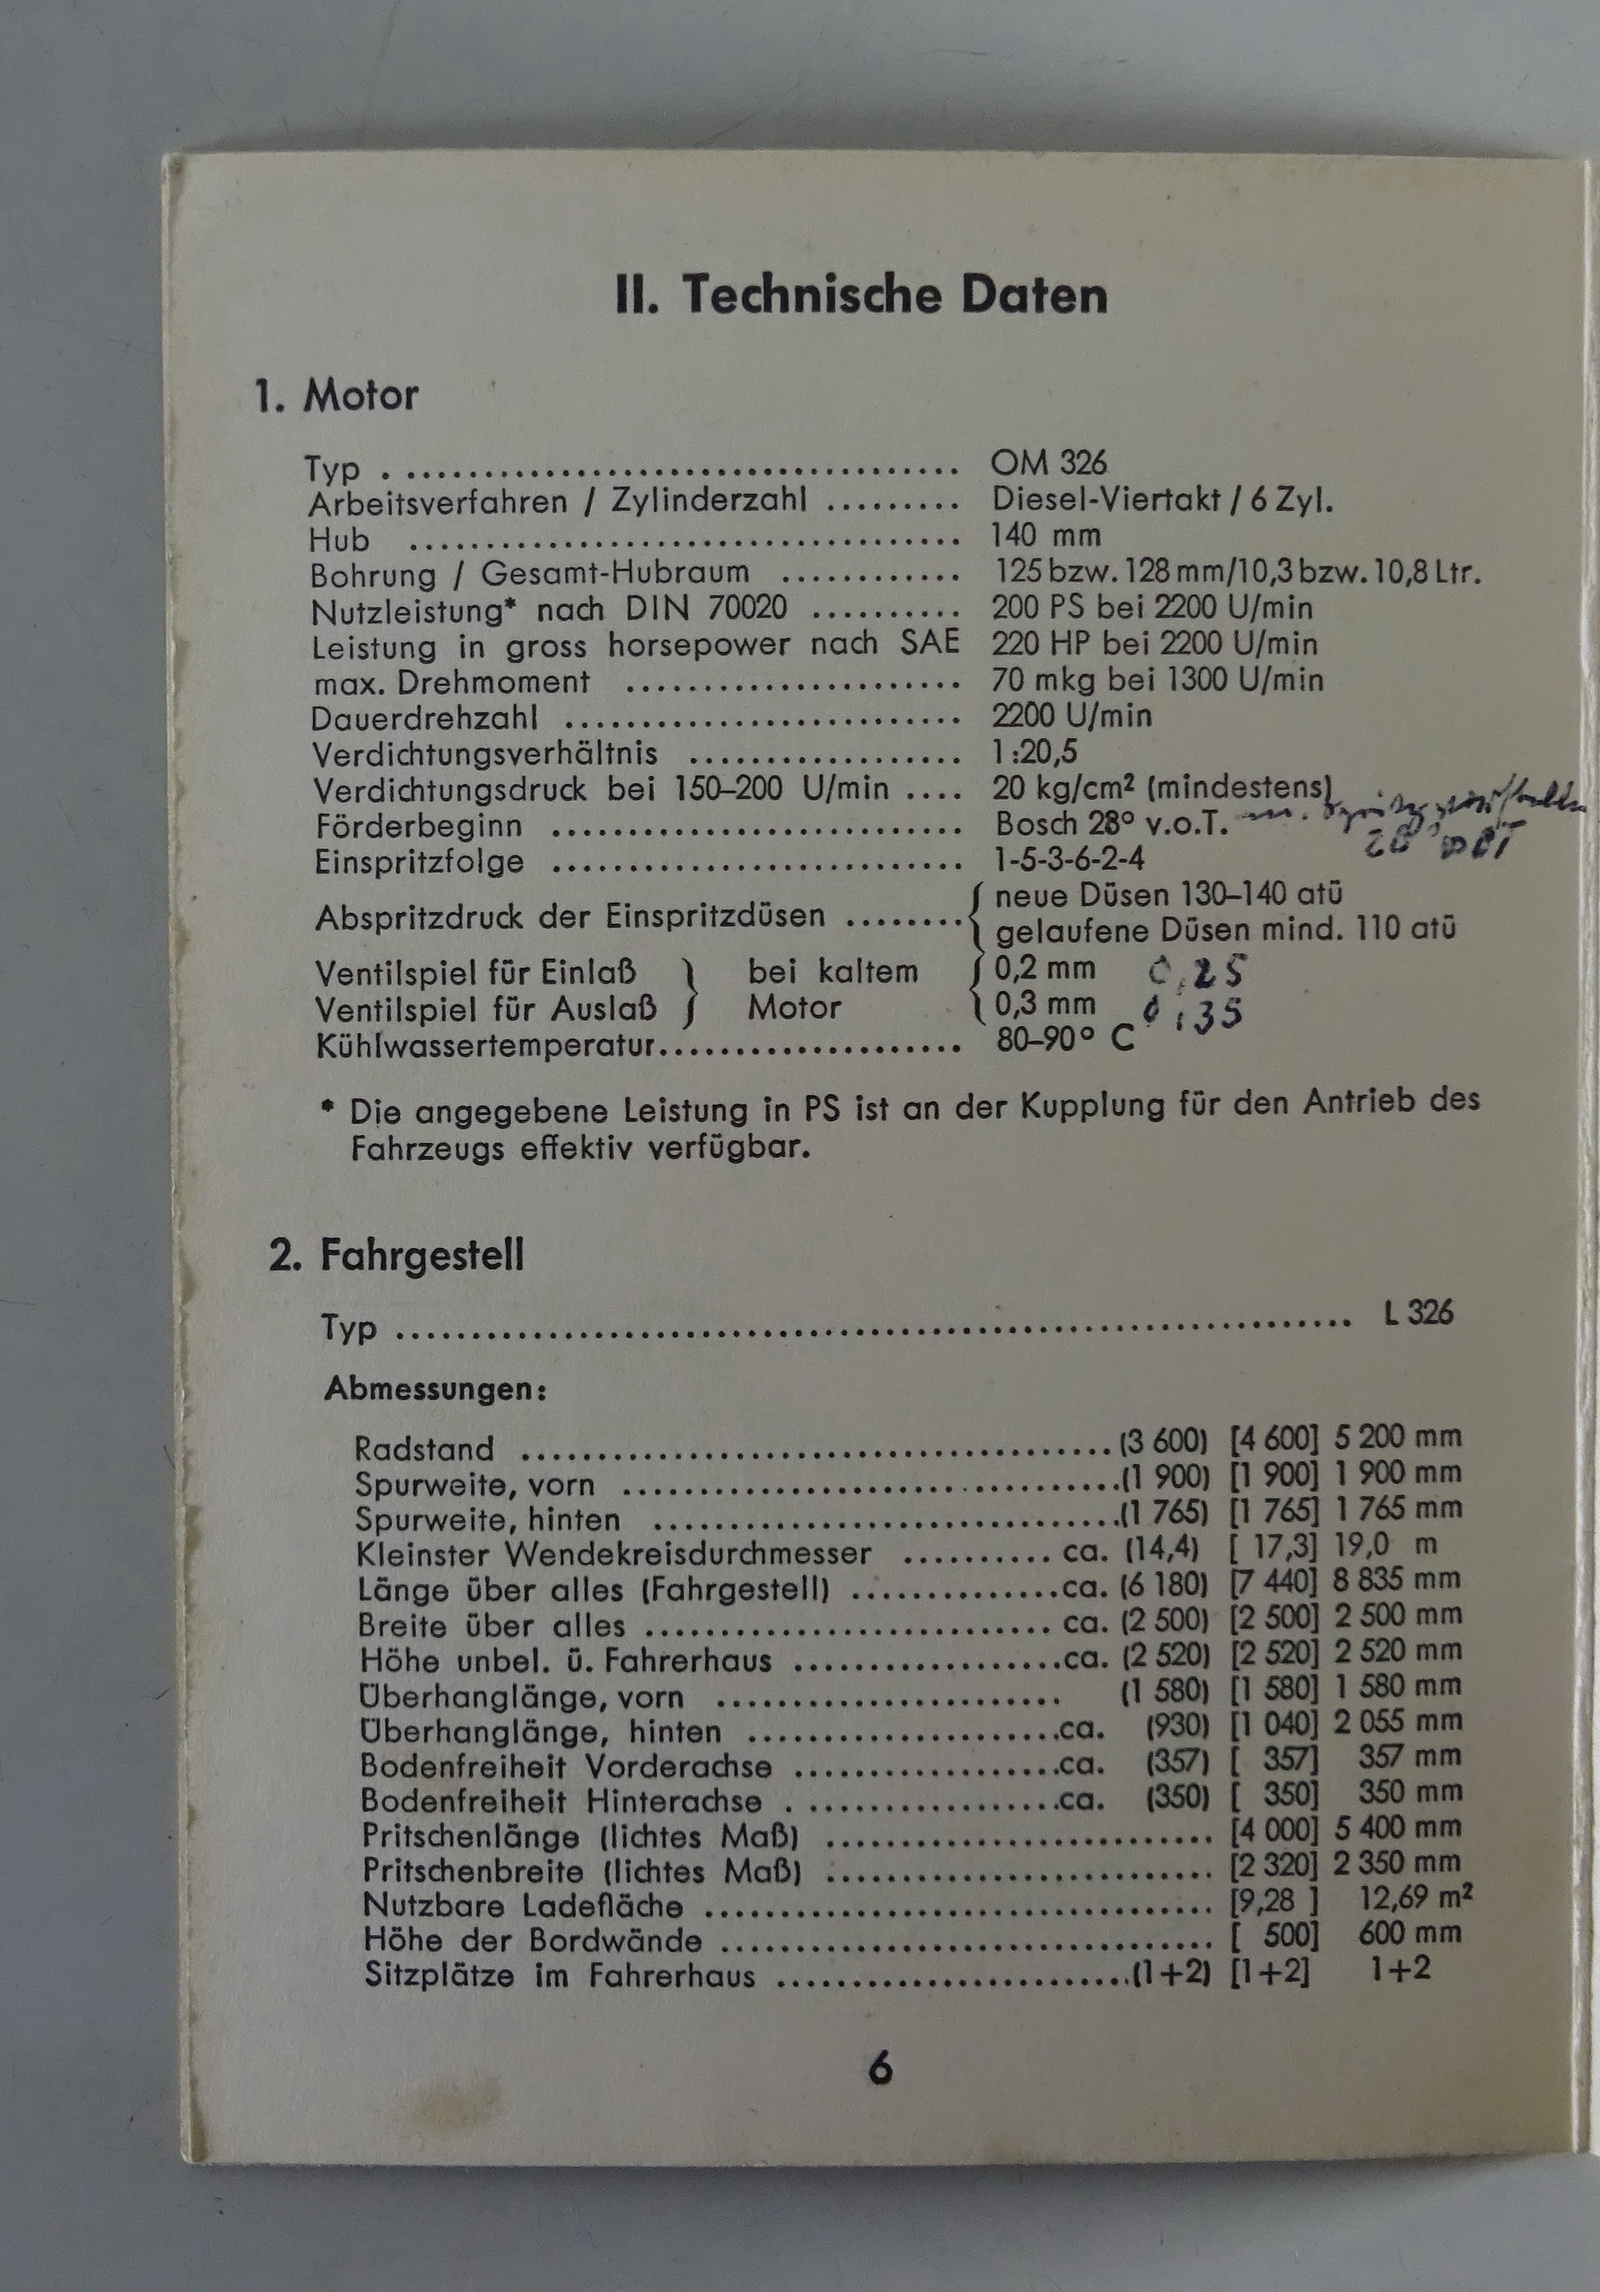 II. Technische Daten
1. Motor
Typ . .................................... OM 326
Arbeitsverfahren / Zylinderzahl ......... Diesel-Viertakt / 6 Zyl.
Hub .................................... 140 mm
Bohrung / Gesamt-Hubraum ............ 125 bzw. 128 mm/10,3 bzw. 10,8 Ltr.
Nutzleistung* nach DIN 70020 .......... 200 PS bei 2200 U/min
Leistung in gross horsepower nach SAE 220 HP bei 2200 U/min
max. Drehmoment ...................... 70 mkg bei 1300 U/min
Dauerdrehzahl .......................... 2200 U/min
Verdichtungsverhältnis .................. 1:20,5
Verdichtungsdruck bei 150–200 U/min .... 20 kg/cm² (mindestens)
Förderbeginn ........................... Bosch 28° v.o.T.
Einspritzfolge ........................... 1-5-3-6-2-4
Abspritzdruck der Einspritzdüsen ........ { neue Düsen 130–140 atü
gelaufene Düsen mind. 110 atü
Ventilspiel für Einlaß } bei kaltem { 0,2 mm 0,25
Ventilspiel für Auslaß } Motor { 0,3 mm 0,35
Kühlwassertemperatur.................... 80–90° C
* Die angegebene Leistung in PS ist an der Kupplung für den Antrieb des
Fahrzeugs effektiv verfügbar.
2. Fahrgestell
Typ ............................................................... L 326
Abmessungen:
Radstand ....................................... (3 600) [4 600] 5 200 mm
Spurweite, vorn .................................(1 900) [1 900] 1 900 mm
Spurweite, hinten ...............................(1 765) [1 765] 1 765 mm
Kleinster Wendekreisdurchmesser .......... ca. (14,4) [ 17,3] 19,0 m
Länge über alles (Fahrgestell) ..............ca. (6 180) [7 440] 8 835 mm
Breite über alles ........................... ca. (2 500) [2 500] 2 500 mm
Höhe unbel. ü. Fahrerhaus ..................ca. (2 520) [2 520] 2 520 mm
Überhanglänge, vorn ....................... (1 580) [1 580] 1 580 mm
Überhanglänge, hinten .....................ca. (930) [1 040] 2 055 mm
Bodenfreiheit Vorderachse ..................ca. (357) [ 357] 357 mm
Bodenfreiheit Hinterachse . .................ca. (350) [ 350] 350 mm
Pritschenlänge (lichtes Maß) .......................... [4 000] 5 400 mm
Pritschenbreite (lichtes Maß) .......................... [2 320] 2 350 mm
Nutzbare Ladefläche .................................. [9,28 ] 12,69 m²
Höhe der Bordwände ................................. [ 500] 600 mm
Sitzplätze im Fahrerhaus ........................(1+2) [1+2] 1+2
6